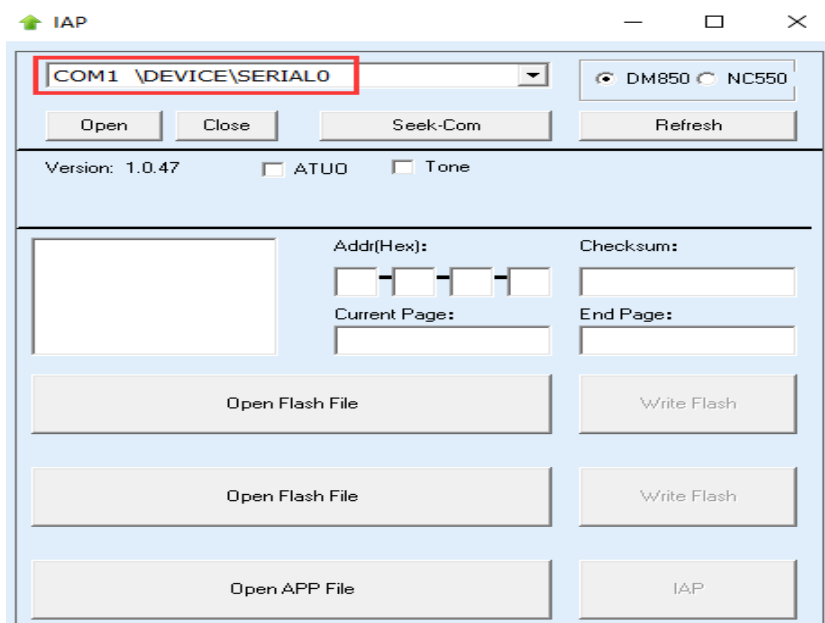 IAP
COM1 \DEVICE\SERIAL0
DM850 NC550
Open Close Seek-Com Refresh
Version: 1.0.47 ATUO Tone
Addr(Hex): Checksum:
- - -
Current Page: End Page:
Open Flash File Write Flash
Open Flash File Write Flash
Open APP File IAP